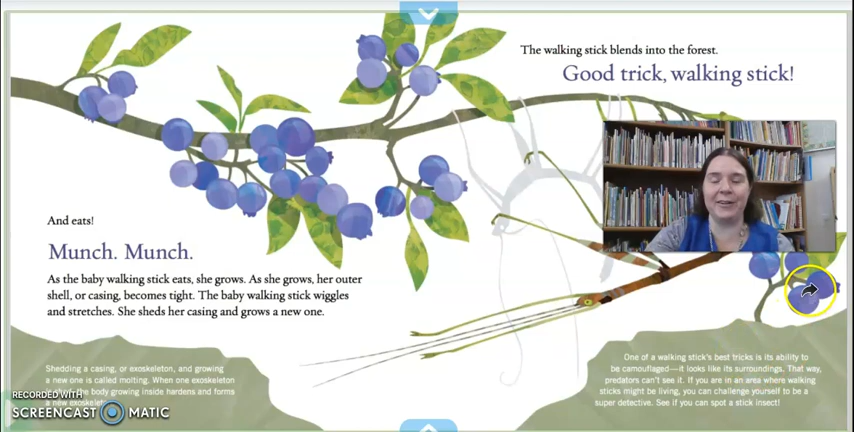 The walking stick blends into the forest.
Good trick, walking stick!
And eats!
Munch. Munch.
As the baby walking stick eats, she grows. As she grows, her outer
shell, or casing, becomes tight. The baby walking stick wiggles
and stretches. She sheds her casing and grows a new one.
Shedding a casing, or exoskeleton, and growing
a new one is called molting. When one exoskeleton
the body growing inside hardens and forms
a new
One of a walking stick's best tricks is its ability to
be camouflaged—it looks like its surroundings. That way,
predators can't see it. If you are in an area where walking
sticks might be living, you can challenge yourself to be a
super detective. See if you can spot a stick insect!
RECORDED WITH
SCREENCAST MATIC